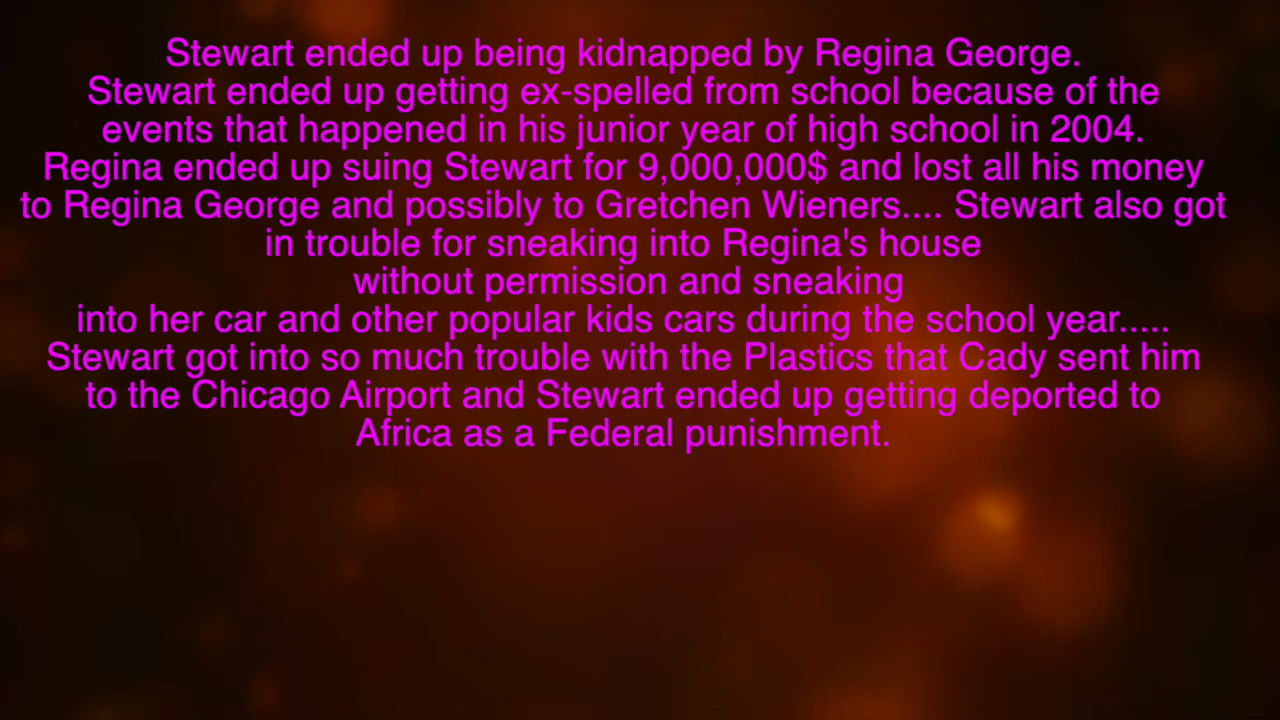 Stewart ended up being kidnapped by Regina George.
Stewart ended up getting ex-spelled from school because of the
events that happened in his junior year of high school in 2004.
Regina ended up suing Stewart for 9,000,000$ and lost all his money
to Regina George and possibly to Gretchen Wieners.... Stewart also got
in trouble for sneaking into Regina's house
without permission and sneaking
into her car and other popular kids cars during the school year.....
Stewart got into so much trouble with the Plastics that Cady sent him
to the Chicago Airport and Stewart ended up getting deported to
Africa as a Federal punishment.